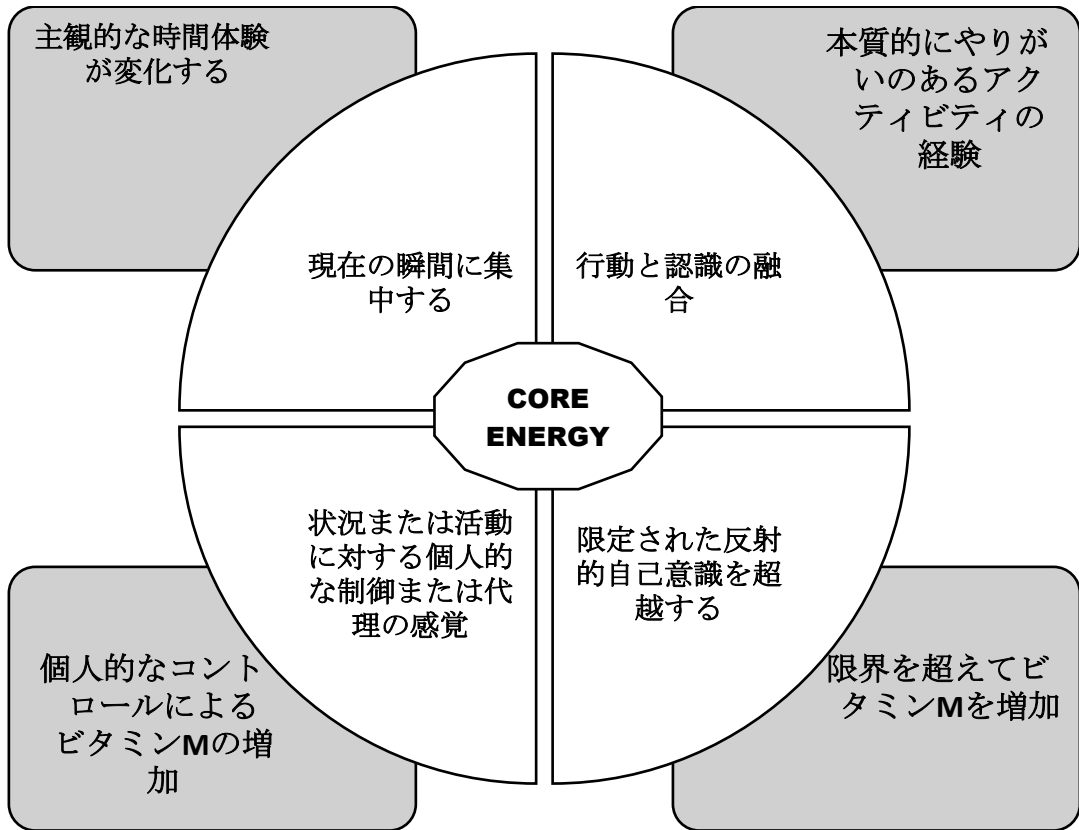 主観的な時間体験
が変化する
本質的にやりが
いのあるアク
ティビティの
経験
現在の瞬間に集
中する
行動と認識の融
合
CORE
ENERGY
状況または活動
に対する個人的
な制御または代
理の感覚
限定された反射
的自己意識を超
越する
個人的なコント
ロールによる
ビタミンMの増
加
限界を超えてビ
タミンMを増加